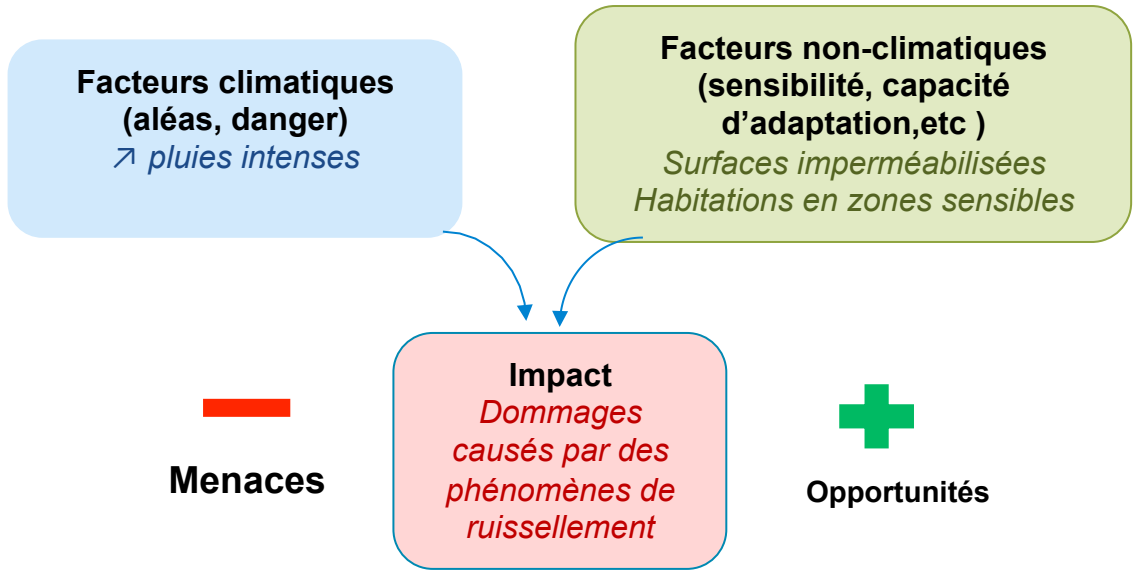 Facteurs climatiques
(aléas, danger)
↗ pluies intenses
Facteurs non-climatiques
(sensibilité, capacité
d’adaptation,etc )
Surfaces imperméabilisées
Habitations en zones sensibles
Impact
Dommages
causés par des
phénomènes de
ruissellement
Menaces
Opportunités